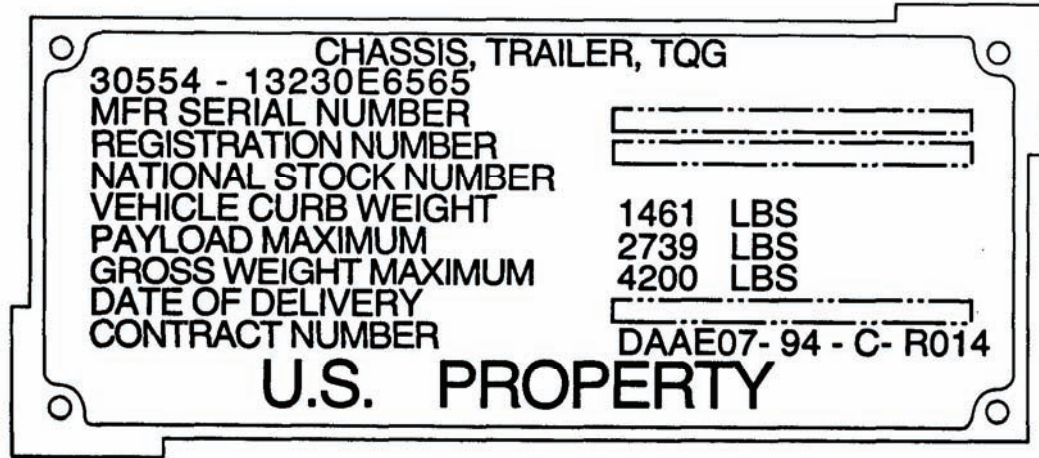 CHASSIS, TRAILER, TQG
30554 - 13230E6565
MFR SERIAL NUMBER
REGISTRATION NUMBER
NATIONAL STOCK NUMBER
VEHICLE CURB WEIGHT 1461 LBS
PAYLOAD MAXIMUM 2739 LBS
GROSS WEIGHT MAXIMUM 4200 LBS
DATE OF DELIVERY
CONTRACT NUMBER DAAE07- 94 - C- R014
U.S. PROPERTY